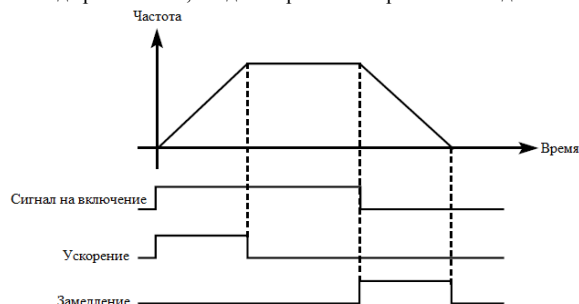 Частота
Время
Сигнал на включение
Ускорение
Замедление